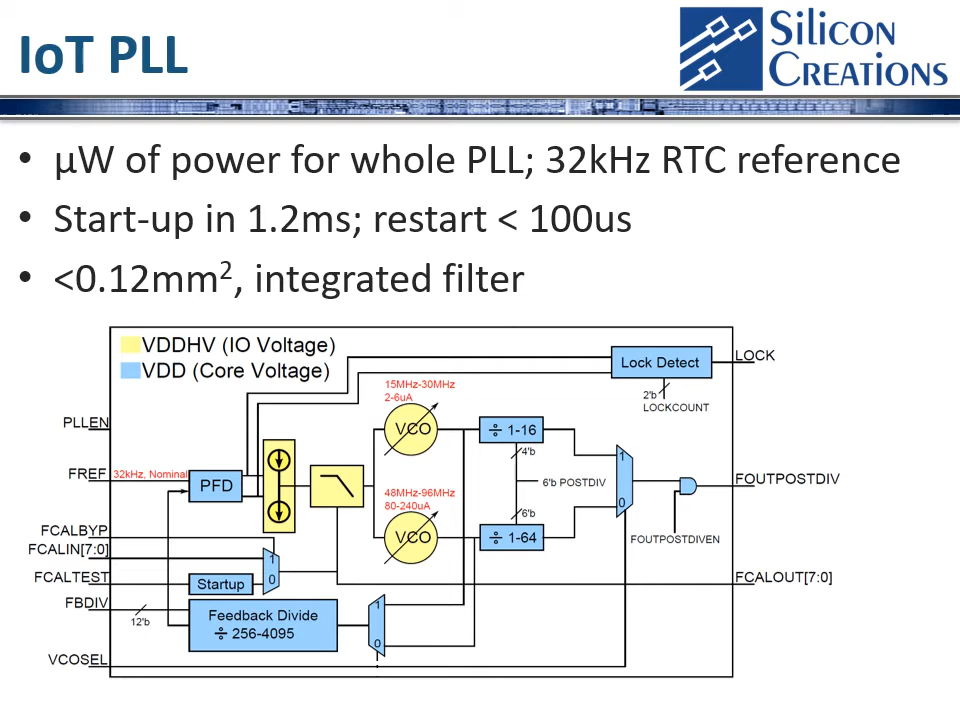 IoT PLL
Silicon
Creations
• µW of power for whole PLL; 32kHz RTC reference
• Start-up in 1.2ms; restart < 100us
• <0.12mm², integrated filter
VDDHV (IO Voltage)
VDD (Core Voltage)
Lock Detect
LOCK
2'b
LOCKCOUNT
15MHz-30MHz
2-6uA
VCO
÷ 1-16
4'b
PLLEN
FREF
32kHz, Nominal
PFD
6'b POSTDIV
1
0
FOUTPOSTDIV
48MHz-96MHz
80-240uA
VCO
6'b
÷ 1-64
FOUTPOSTDIVEN
FCALBYP
FCALIN[7:0]
1
0
FCALTEST
Startup
FCALOUT[7:0]
FBDIV
12'b
Feedback Divide
÷ 256-4095
1
0
VCOSEL